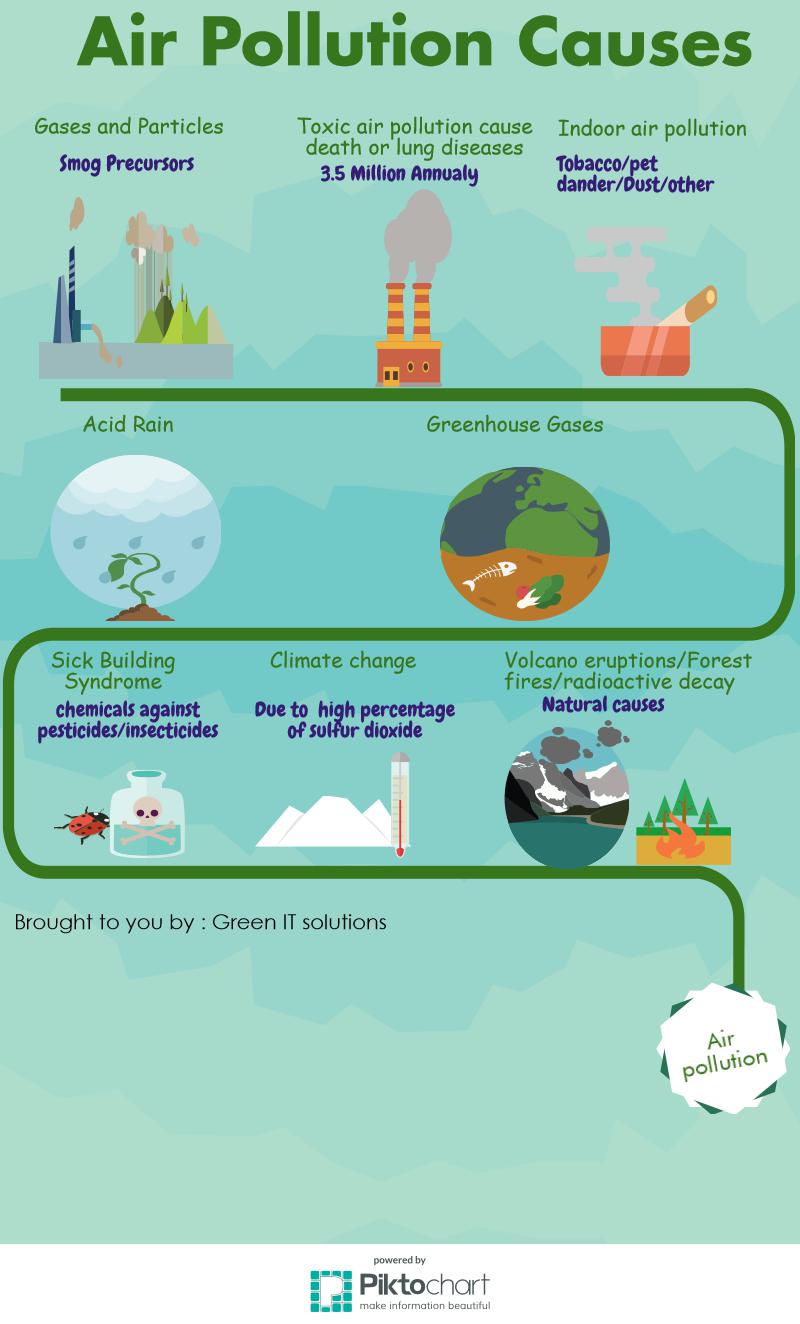 Air Pollution Causes
Gases and Particles
Smog Precursors
Toxic air pollution cause
death or lung diseases
3.5 Million Annualy
Indoor air pollution
Tobacco/pet
dander/Dust/other
Acid Rain
Greenhouse Gases
Sick Building
Syndrome
chemicals against
pesticides/insecticides
Climate change
Due to high percentage
of sulfur dioxide
Volcano eruptions/Forest
fires/radioactive decay
Natural causes
Brought to you by : Green IT solutions
Air
pollution
powered by
Piktochart
make information beautiful